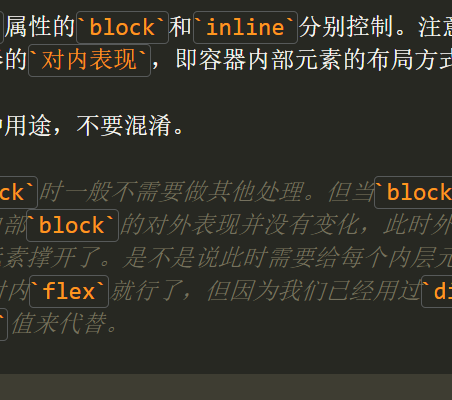 属性的`block`和`inline`分别控制。注意
的`对内表现`，即容器内部元素的布局方式
用途，不要混淆。
ck`时一般不需要做其他处理。但当`block
部`block`的对外表现并没有变化，此时外
素撑开了。是不是说此时需要给每个内层元
内`flex`就行了，但因为我们已经用过`di
`值来代替。